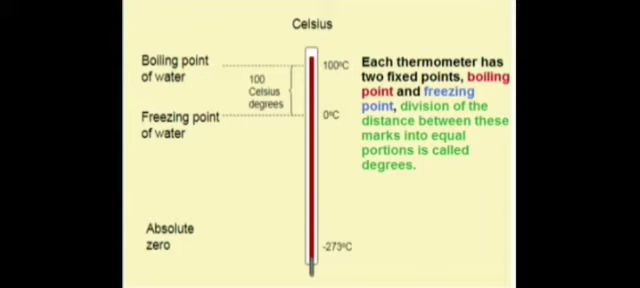 Celsius
Boiling point
of water
100
Celsius
degrees
100ºC
Freezing point
of water
0ºC
Absolute
zero
-273ºC
Each thermometer has
two fixed points, boiling
point and freezing
point, division of the
distance between these
marks into equal
portions is called
degrees.